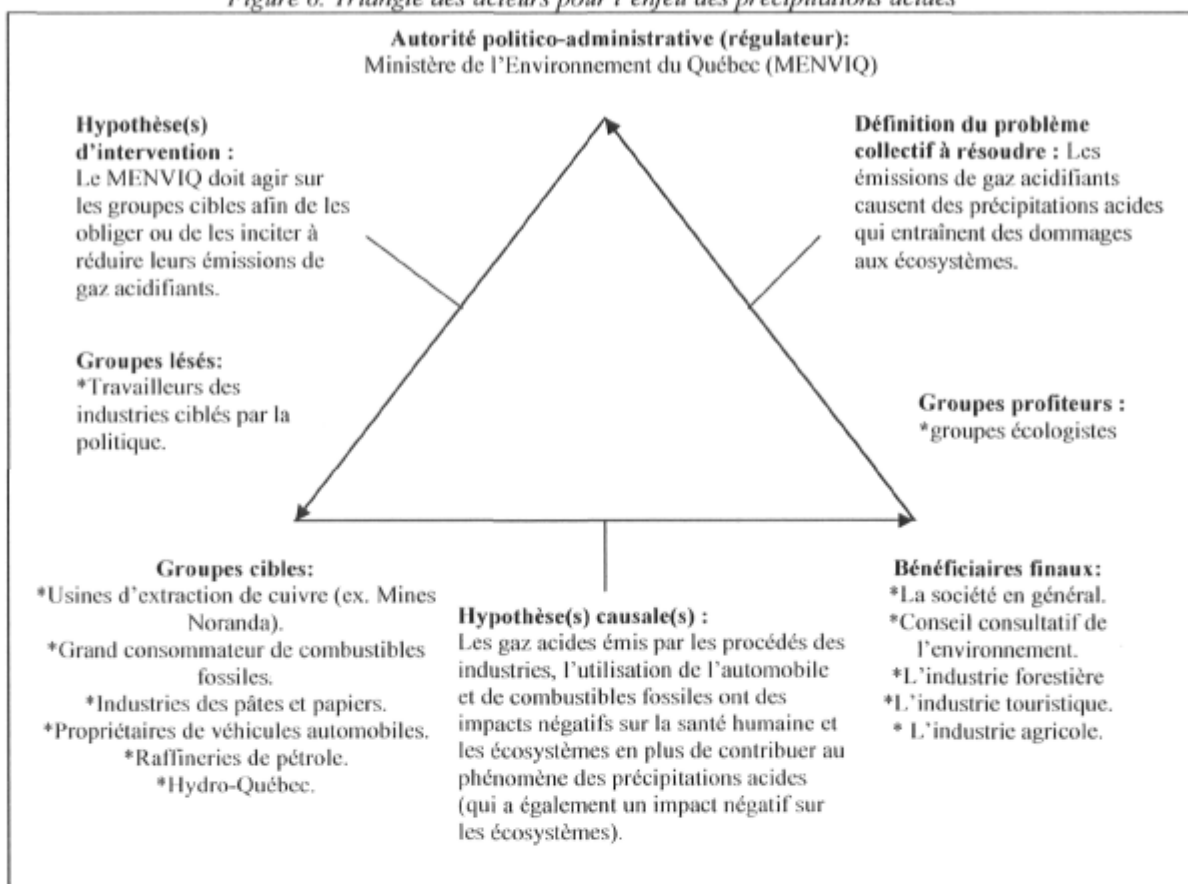 Figure 6. Triangle des acteurs pour l'enjeu des précipitations acides
Autorité politico-administrative (régulateur):
Ministère de l'Environnement du Québec (MENVIQ)
Hypothèse(s)
d'intervention :
Le MENVIQ doit agir sur
les groupes cibles afin de les
obliger ou de les inciter à
réduire leurs émissions de
gaz acidifiants.
Définition du problème
collectif à résoudre : Les
émissions de gaz acidifiants
causent des précipitations acides
qui entraînent des dommages
aux écosystèmes.
Groupes lésés:
*Travailleurs des
industries ciblés par la
politique.
Groupes profiteurs :
*groupes écologistes
Groupes cibles:
*Usines d'extraction de cuivre (ex. Mines
Noranda).
*Grand consommateur de combustibles
fossiles.
*Industries des pâtes et papiers.
*Propriétaires de véhicules automobiles.
*Raffineries de pétrole.
*Hydro-Québec.
Hypothèse(s) causale(s) :
Les gaz acides émis par les procédés des
industries, l'utilisation de l'automobile
et de combustibles fossiles ont des
impacts négatifs sur la santé humaine et
les écosystèmes en plus de contribuer au
phénomène des précipitations acides
(qui a également un impact négatif sur
les écosystèmes).
Bénéficiaires finaux:
*La société en général.
*Conseil consultatif de
l'environnement.
*L'industrie forestière
*L'industrie touristique.
* L'industrie agricole.